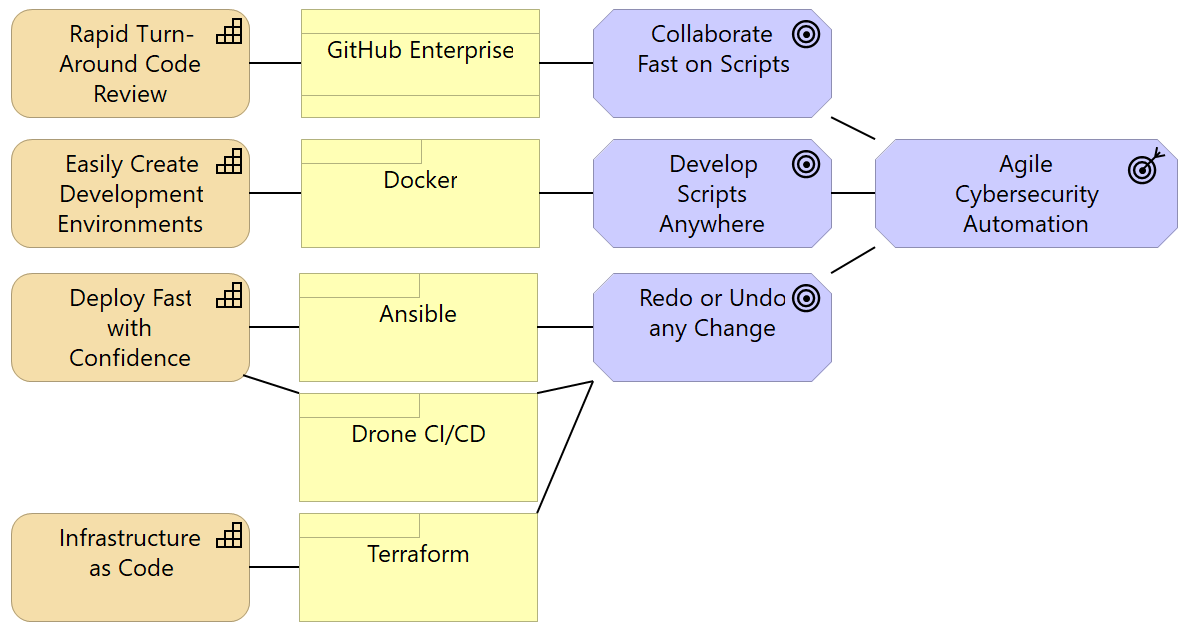 Rapid Turn-
Around Code
Review
GitHub Enterprise
Collaborate
Fast on Scripts
Easily Create
Development
Environments
Docker
Develop
Scripts
Anywhere
Agile
Cybersecurity
Automation
Deploy Fast
with
Confidence
Ansible
Redo or Undo
any Change
Drone CI/CD
Infrastructure
as Code
Terraform